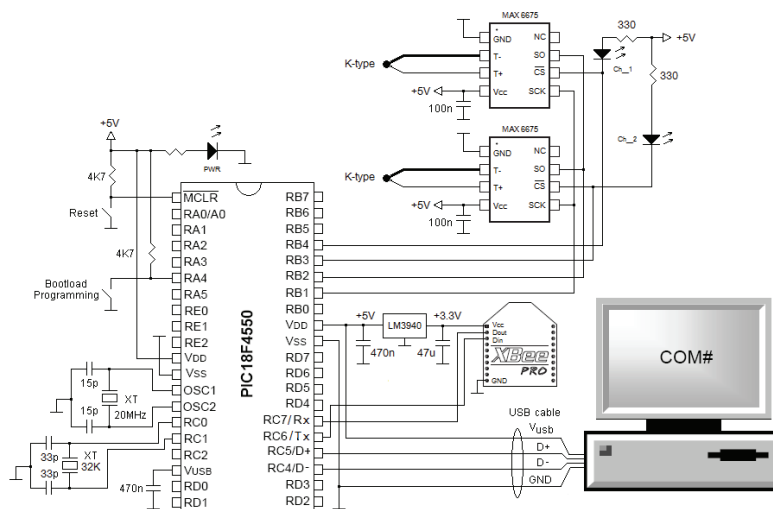 MAX 6675
GND
NC
T-
SO
T+
CS
Vcc
SCK
K-type
+5V
100n
330
+5V
Ch_1
330
Ch_2
MAX 6675
GND
NC
T-
SO
T+
CS
Vcc
SCK
K-type
+5V
100n
+5V
4K7
PWR
Reset
4K7
Bootload
Programming
PIC18F4550
MCLR
RA0/A0
RA1
RA2
RA3
RA4
RA5
RE0
RE1
RE2
VDD
VSS
OSC1
OSC2
RC0
RC1
RC2
VUSB
RD0
RD1
RB7
RB6
RB5
RB4
RB3
RB2
RB1
RB0
VDD
VSS
RD7
RD6
RD5
RD4
RC7/Rx
RC6/Tx
RC5/D+
RC4/D-
RD3
RD2
15p
15p
XT
20MHz
33p
33p
XT
32K
470n
+5V
LM3940
+3.3V
470n
47u
Vcc
Dout
Din
XBee
PRO
GND
COM#
USB cable
Vusb
D+
D-
GND